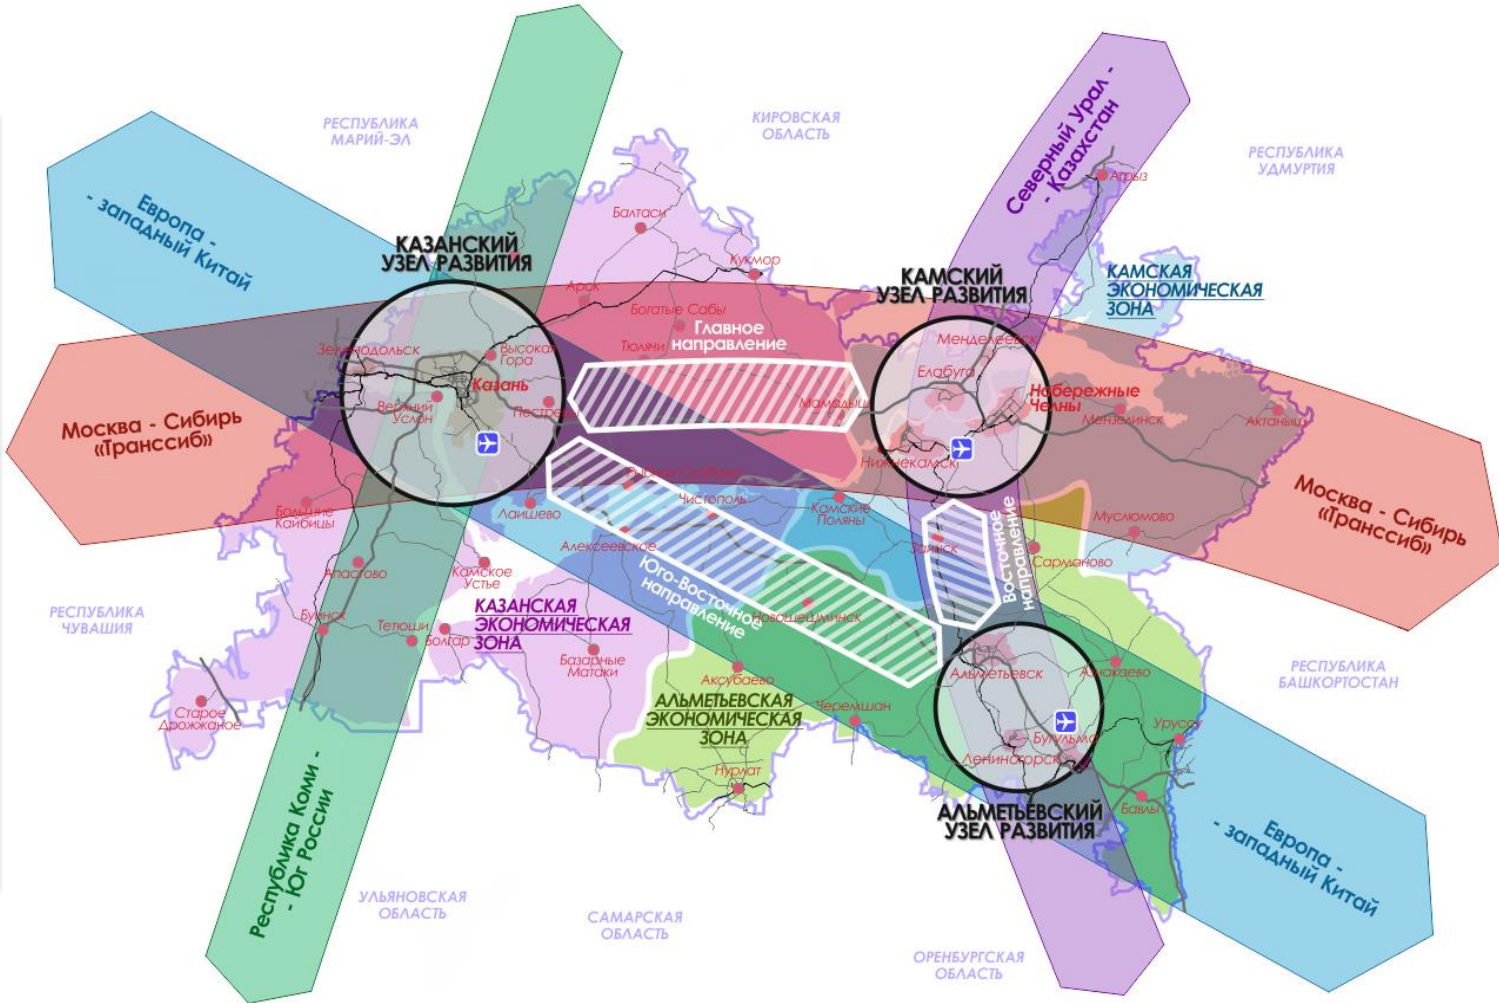 РЕСПУБЛИКА
МАРИЙ-ЭЛ
КИРОВСКАЯ
ОБЛАСТЬ
РЕСПУБЛИКА
УДМУРТИЯ
Северный Урал -
- Казахстан
Агрыз
Европа -
- западный Китай
Балтаси
КАЗАНСКИЙ
УЗЕЛ РАЗВИТИЯ
Кукмор
КАМСКИЙ
УЗЕЛ РАЗВИТИЯ
КАМСКАЯ
ЭКОНОМИЧЕСКАЯ
ЗОНА
Арск
Богатые Сабы
Главное
направление
Тюлячи
Менделеевск
Зеленодольск
Высокая
Гора
Казань
Елабуга
Набережные
Челны
Верхний
Услон
Мамадыш
Мензелинск
Актаныш
Москва - Сибирь
«Транссиб»
Нижнекамск
Чистополь
Камские
Поляны
Москва - Сибирь
«Транссиб»
Большие
Кайбицы
Лаишево
Муслюмово
Алексеевское
Заинск
Восточное
направление
Сарманово
Апастово
Камское
Устье
Юго-Восточное
направление
РЕСПУБЛИКА
ЧУВАШИЯ
Буинск
Тетюши
Болгар
КАЗАНСКАЯ
ЭКОНОМИЧЕСКАЯ
ЗОНА
Новошешминск
Базарные
Матаки
Аксубаево
Альметьевск
Азнакаево
РЕСПУБЛИКА
БАШКОРТОСТАН
Старое
Дрожжаное
АЛЬМЕТЬЕВСКАЯ
ЭКОНОМИЧЕСКАЯ
ЗОНА
Черемшан
Уруссу
Бугульма
Лениногорск
Нурлат
Бавлы
АЛЬМЕТЬЕВСКИЙ
УЗЕЛ РАЗВИТИЯ
Республика Коми -
- Юг России
Европа -
- западный Китай
УЛЬЯНОВСКАЯ
ОБЛАСТЬ
САМАРСКАЯ
ОБЛАСТЬ
ОРЕНБУРГСКАЯ
ОБЛАСТЬ